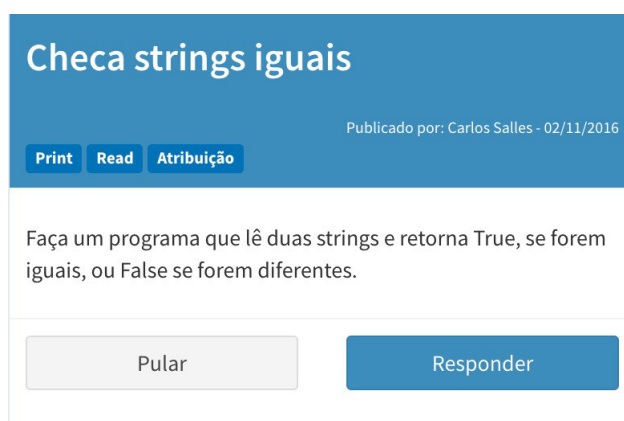 Checa strings iguais
Publicado por: Carlos Salles - 02/11/2016
Print Read Atribuição
Faça um programa que lê duas strings e retorna True, se forem
iguais, ou False se forem diferentes.
Pular Responder